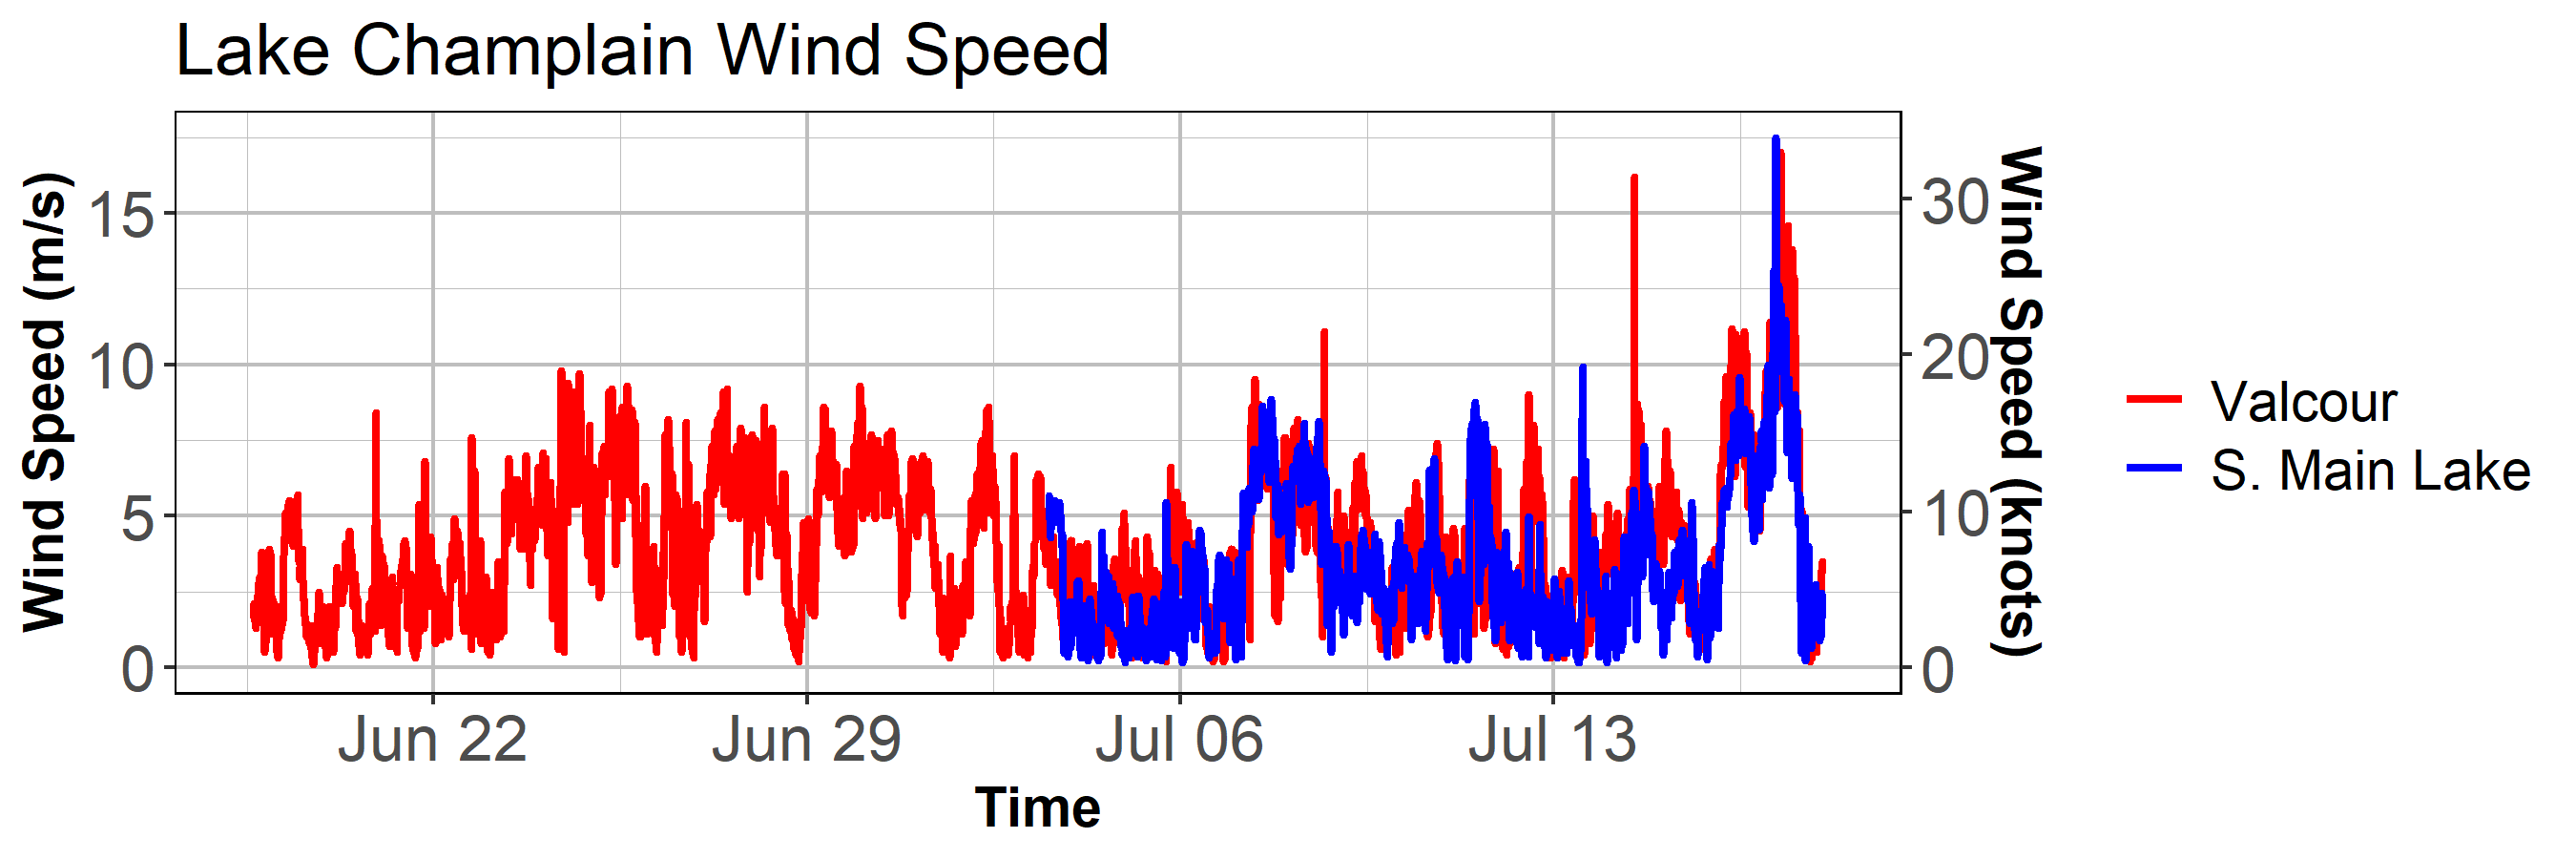 Lake Champlain Wind Speed
Wind Speed (m/s)
15
10
5
0
30
20
10
0
Wind Speed (knots)
Jun 22
Jun 29
Jul 06
Jul 13
Time
Valcour
S. Main Lake